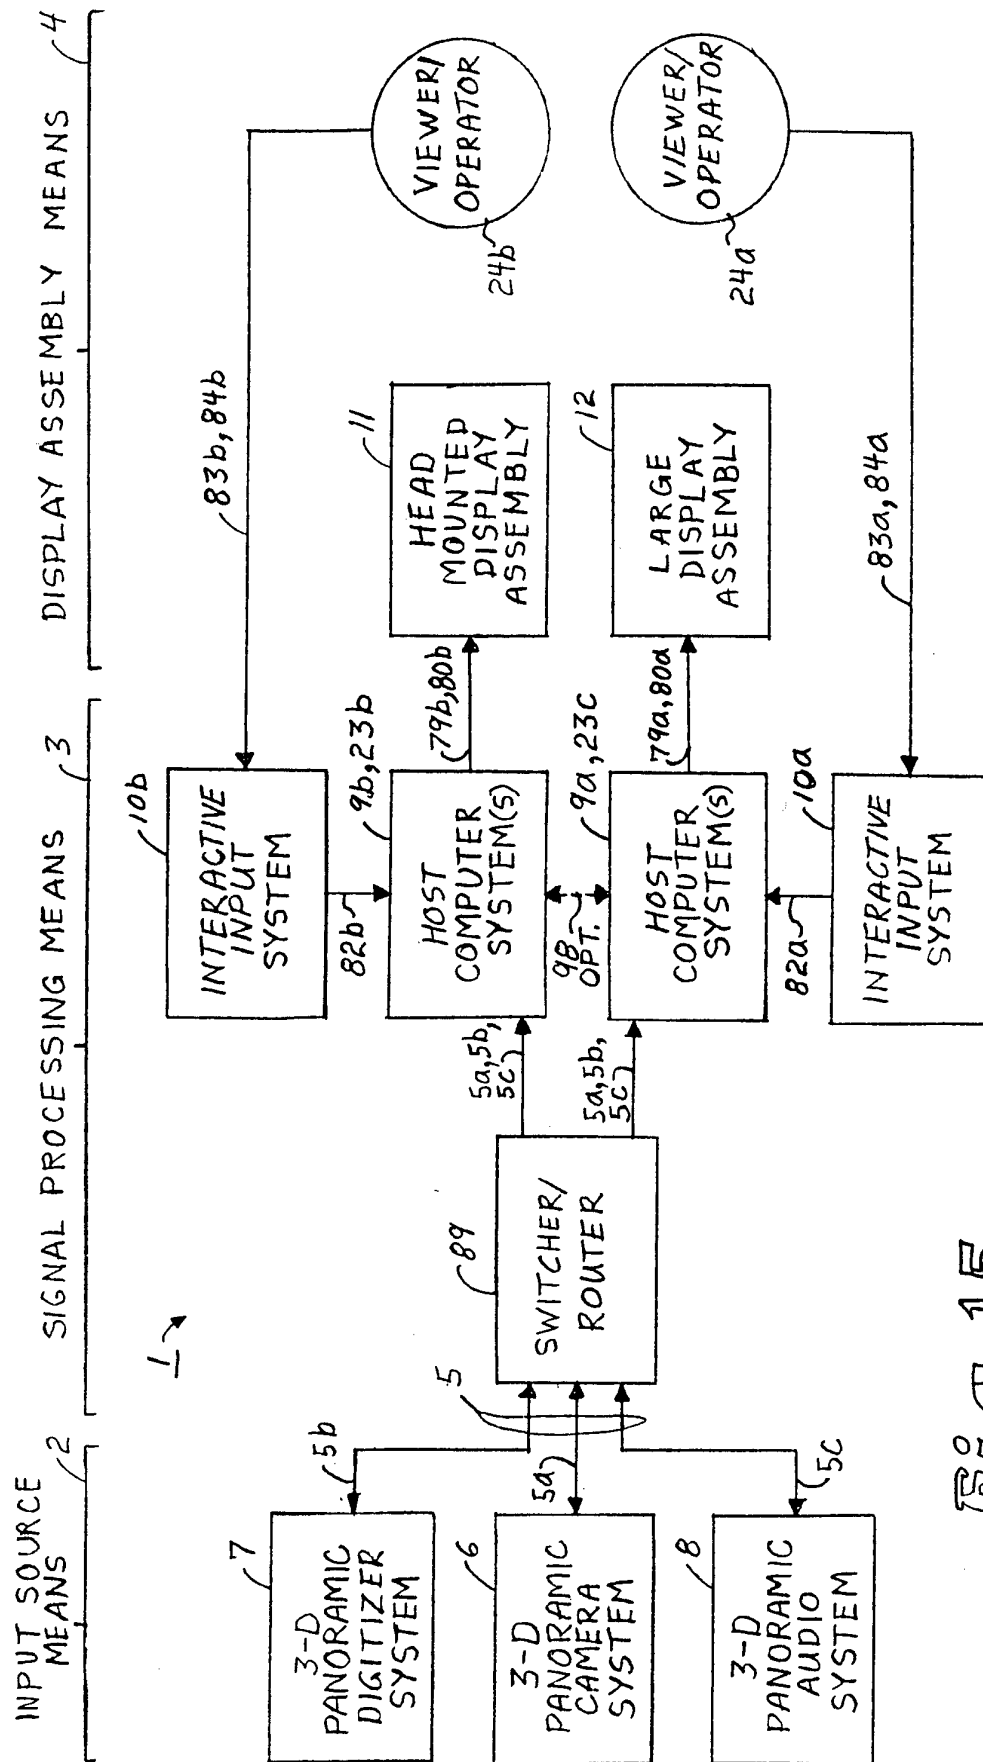 INPUT SOURCE
MEANS
2
SIGNAL PROCESSING MEANS
3
DISPLAY ASSEMBLY MEANS
4
1
7
3-D
PANORAMIC
DIGITIZER
SYSTEM
5b
6
3-D
PANORAMIC
CAMERA
SYSTEM
5a
8
3-D
PANORAMIC
AUDIO
SYSTEM
5c
5
89
SWITCHER/
ROUTER
5a,5b,
5c
5a,5b,
5c
10b
INTERACTIVE
INPUT
SYSTEM
82b
83b,84b
9b,23b
HOST
COMPUTER
SYSTEM(S)
79b,80b
98
OPT.
9a,23c
HOST
COMPUTER
SYSTEM(S)
79a,80a
82a
10a
INTERACTIVE
INPUT
SYSTEM
83a,84a
11
HEAD
MOUNTED
DISPLAY
ASSEMBLY
12
LARGE
DISPLAY
ASSEMBLY
VIEWER/
OPERATOR
24b
VIEWER/
OPERATOR
24a
Fig 15